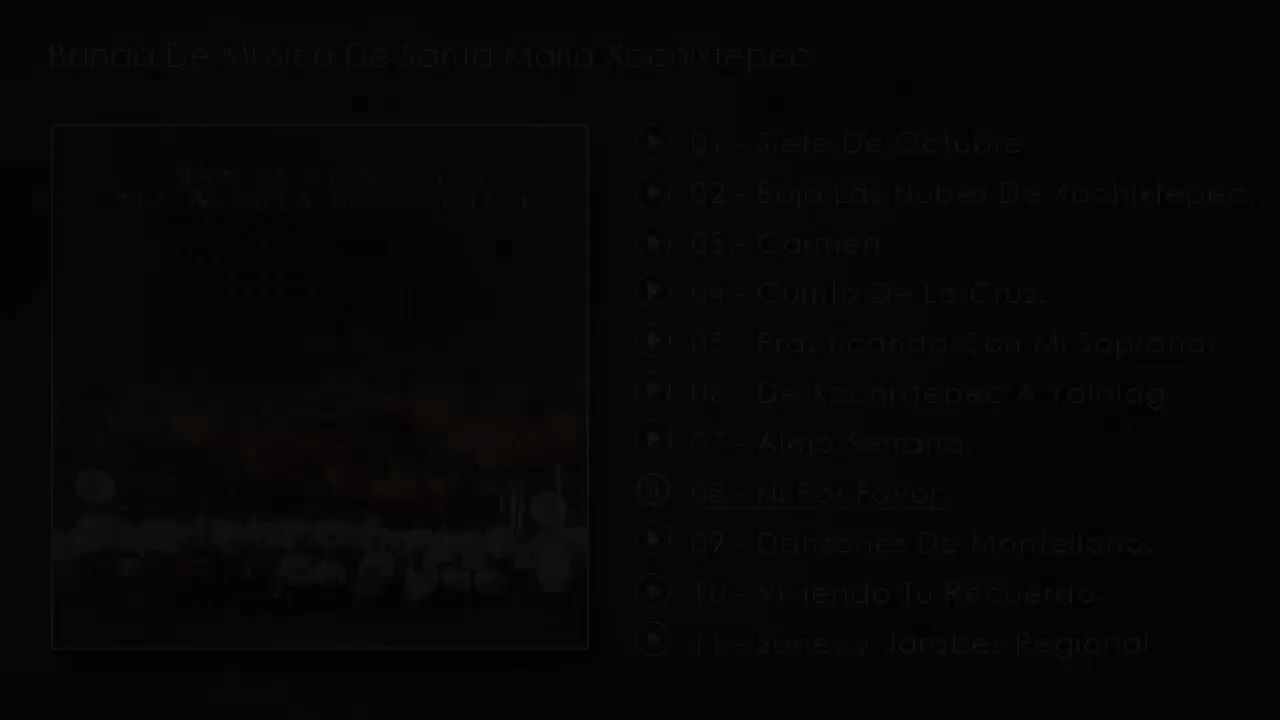 Banda De Musica De Santa Maria Xochixtepec.
01.- Siete De Octubre.
02.- Bajo Las Nubes De Xochixtepec.
03.- Carmen.
04.- Currito De La Cruz.
05.- Practicando Con Mi Soprano.
06.- De Xochixtepec A Yalalag
07.- Alma Serrana.
08.- Ni Por Favor.
09.- Danzones De Montellano.
10.- Viviendo Tu Recuerdo.
11.- Sones y Jarabes Regional.